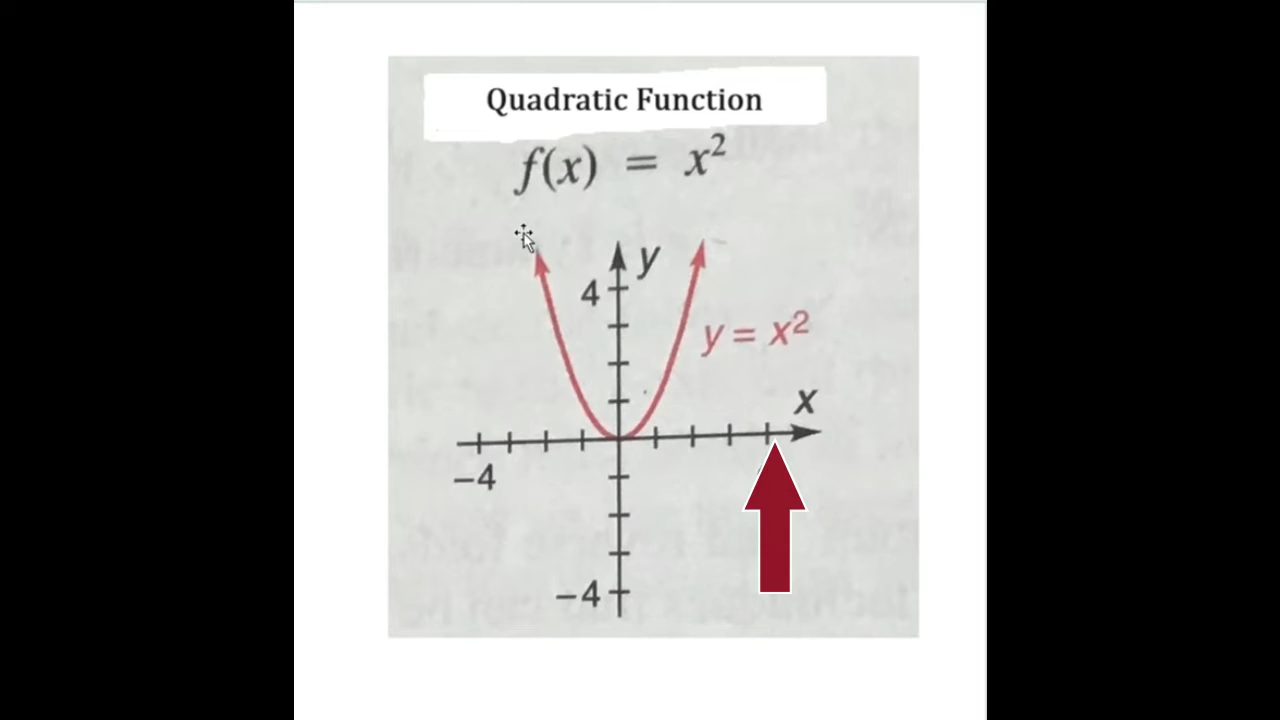 Quadratic Function
f(x) = x²
y
4
y = x²
x
−4
−4